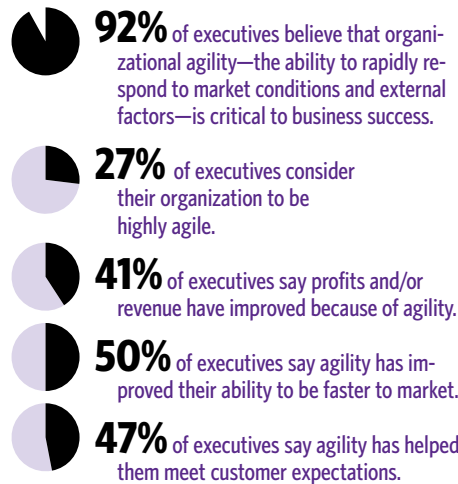 92% of executives believe that organi-
zational agility—the ability to rapidly re-
spond to market conditions and external
factors—is critical to business success.
27% of executives consider
their organization to be
highly agile.
41% of executives say profits and/or
revenue have improved because of agility.
50% of executives say agility has im-
proved their ability to be faster to market.
47% of executives say agility has helped
them meet customer expectations.